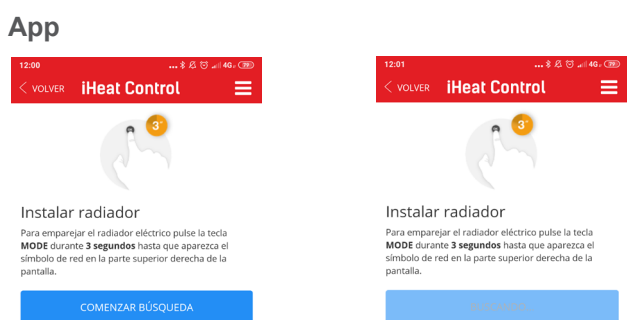 App
12:00
4G
VOLVER iHeat Control
3"
Instalar radiador
Para emparejar el radiador eléctrico pulse la tecla
MODE durante 3 segundos hasta que aparezca el
símbolo de red en la parte superior derecha de la
pantalla.
COMENZAR BÚSQUEDA
12:01
4G
VOLVER iHeat Control
3"
Instalar radiador
Para emparejar el radiador eléctrico pulse la tecla
MODE durante 3 segundos hasta que aparezca el
símbolo de red en la parte superior derecha de la
pantalla.